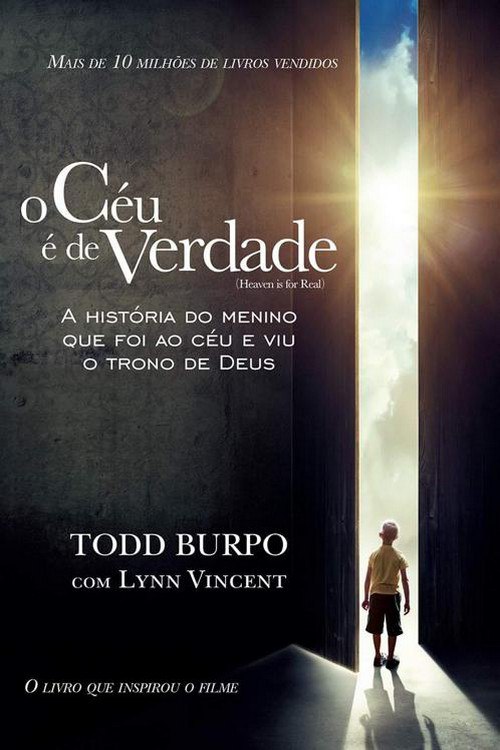 Mais de 10 milhões de livros vendidos
o Céu
é de Verdade
(Heaven is for Real)
A história do menino
que foi ao céu e viu
o trono de Deus
TODD BURPO
com Lynn Vincent
O livro que inspirou o filme